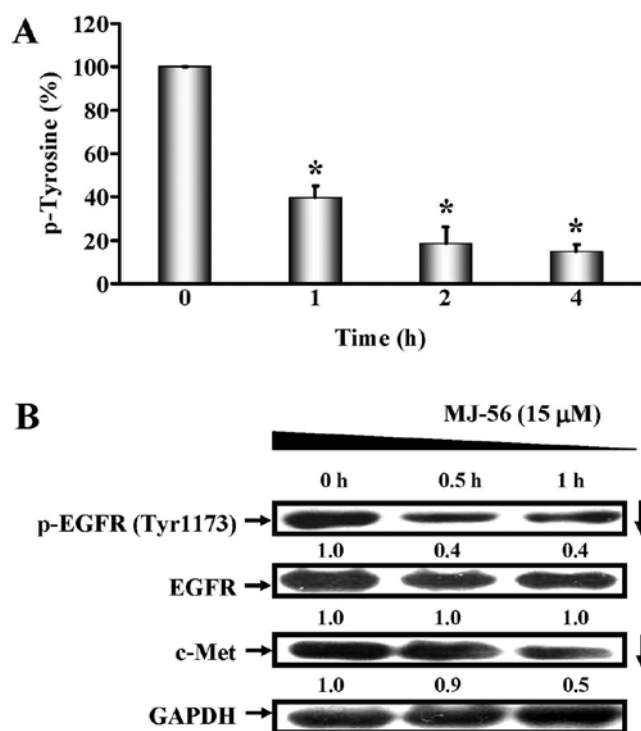 A
p-Tyrosine (%)
120
100
80
60
40
20
0
*
*
*
0 1 2 4
Time (h)
B
MJ-56 (15 μM)
0 h 0.5 h 1 h
p-EGFR (Tyr1173)
1.0 0.4 0.4
EGFR
1.0 1.0 1.0
c-Met
1.0 0.9 0.5
GAPDH